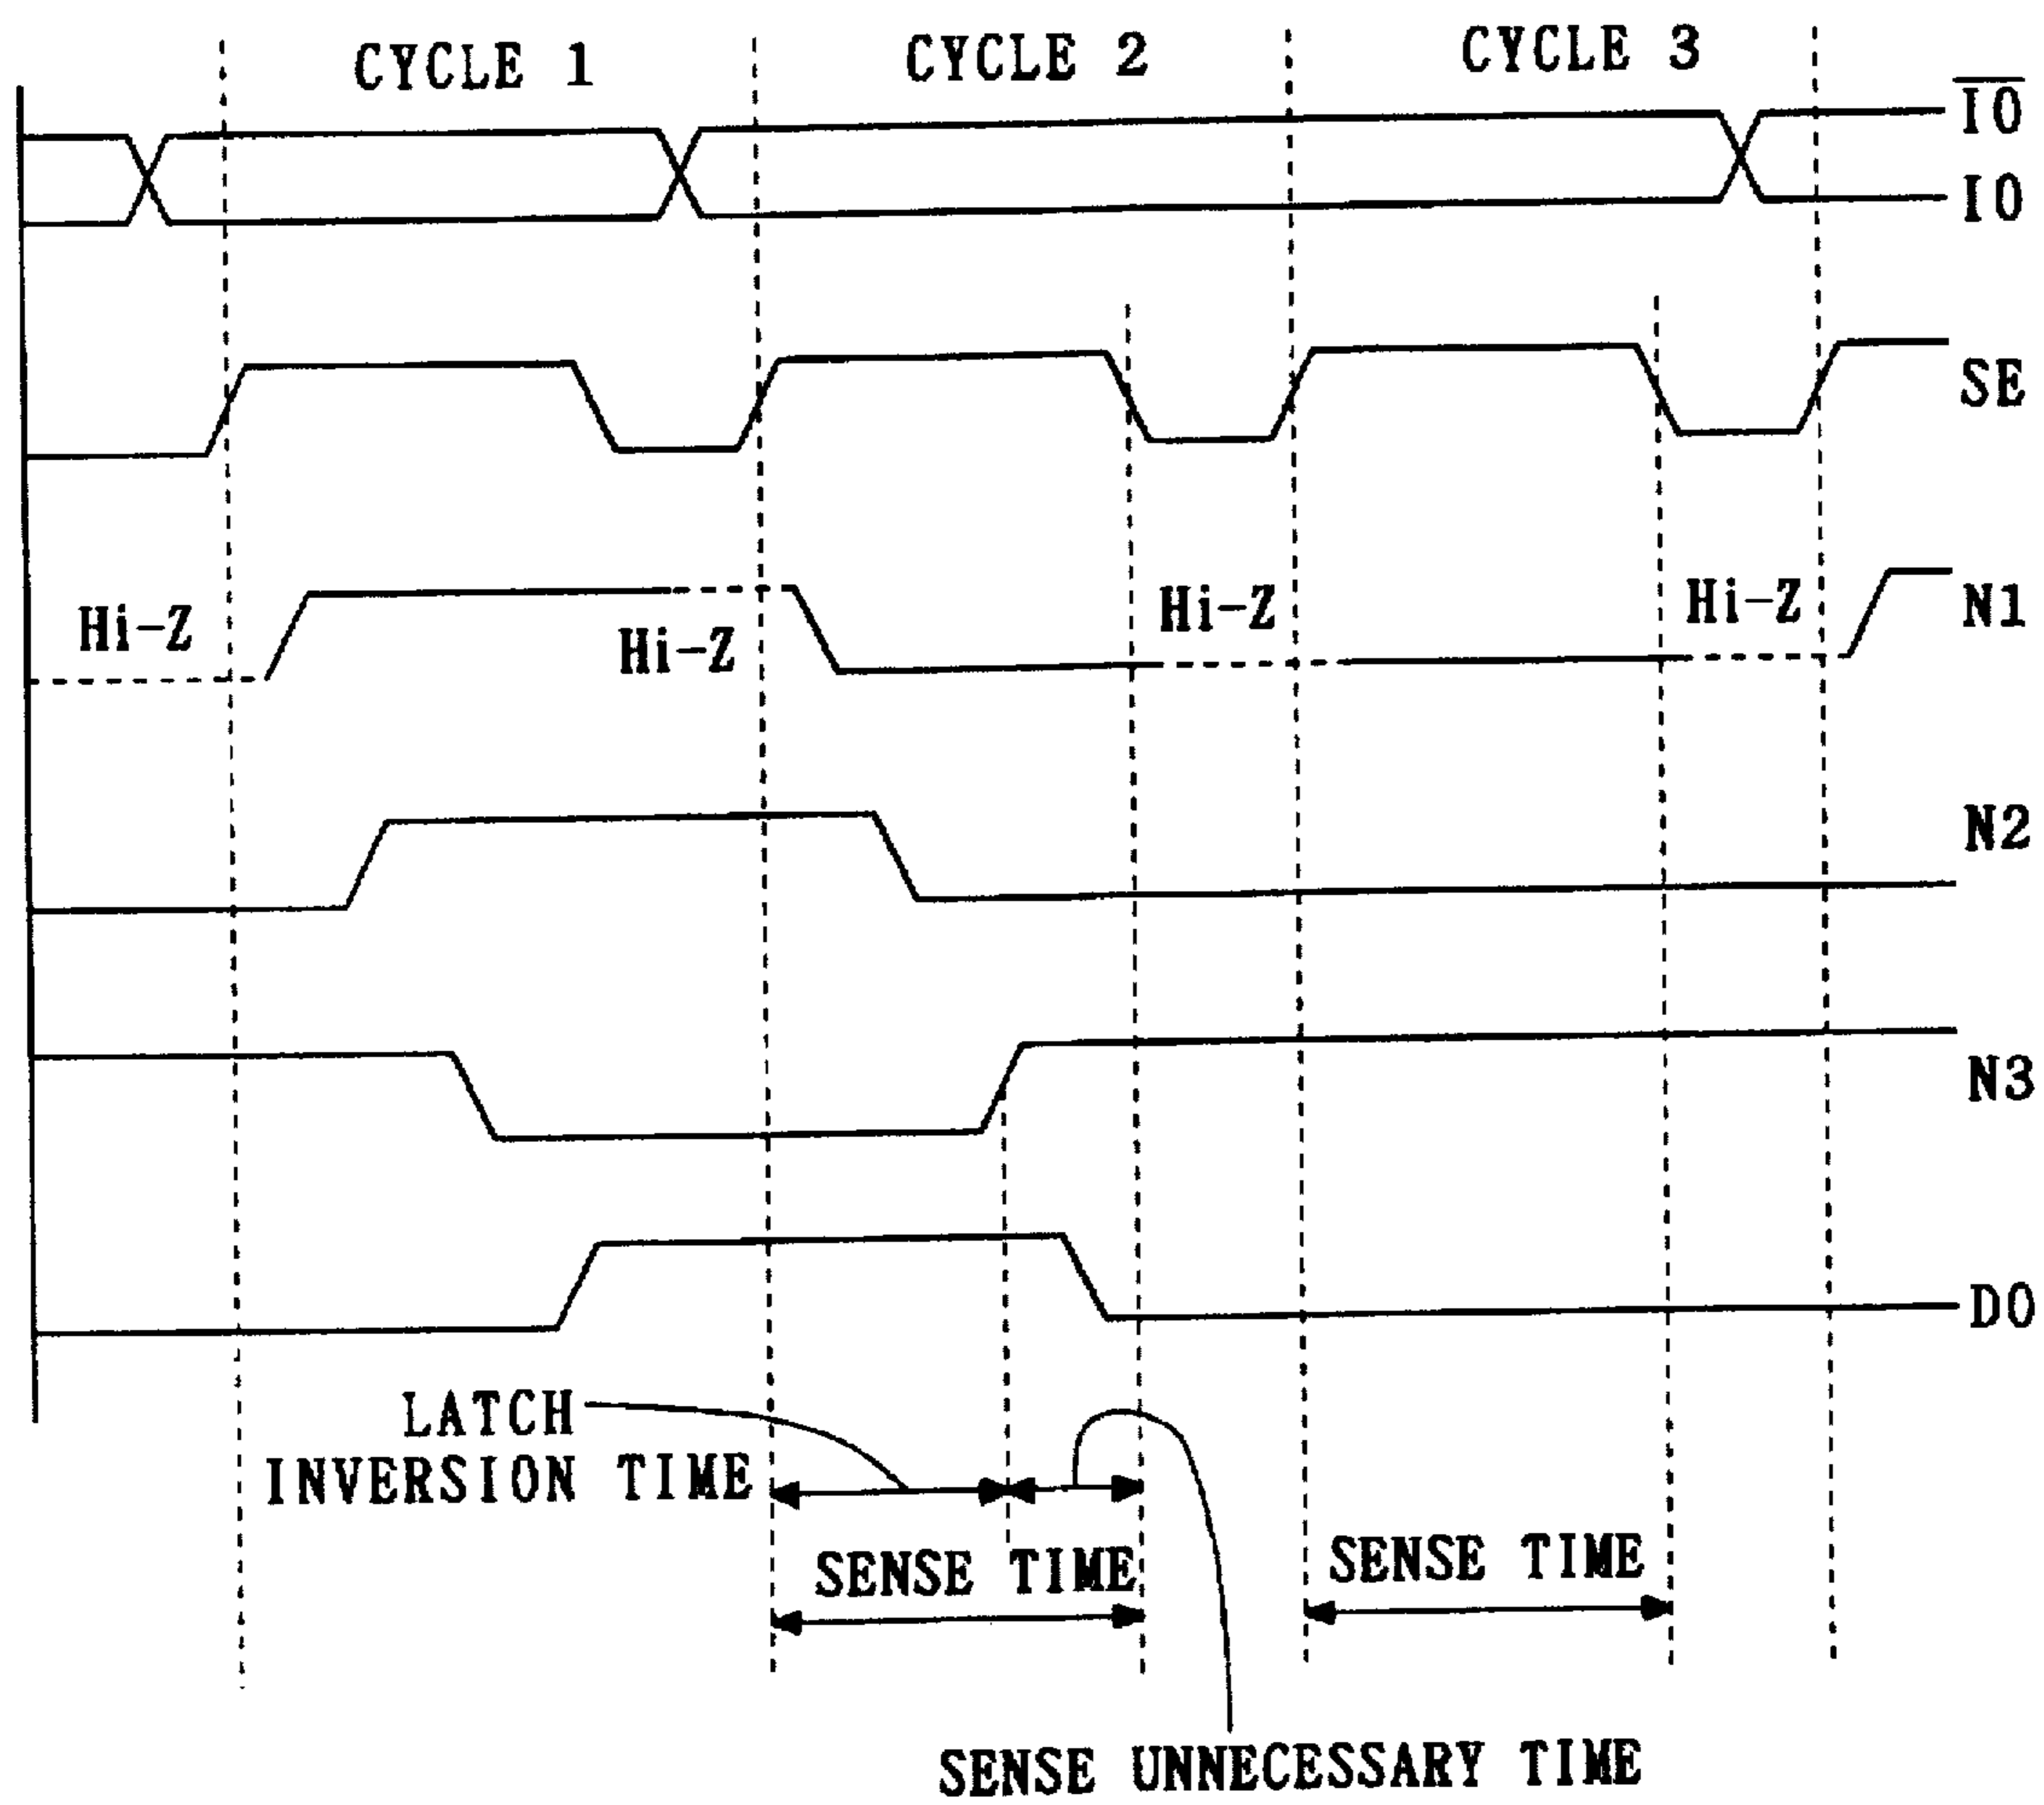 CYCLE 1 CYCLE 2 CYCLE 3
I̅O̅
IO
SE
Hi-Z Hi-Z Hi-Z Hi-Z N1
N2
N3
DO
LATCH
INVERSION TIME
SENSE TIME SENSE TIME
SENSE UNNECESSARY TIME